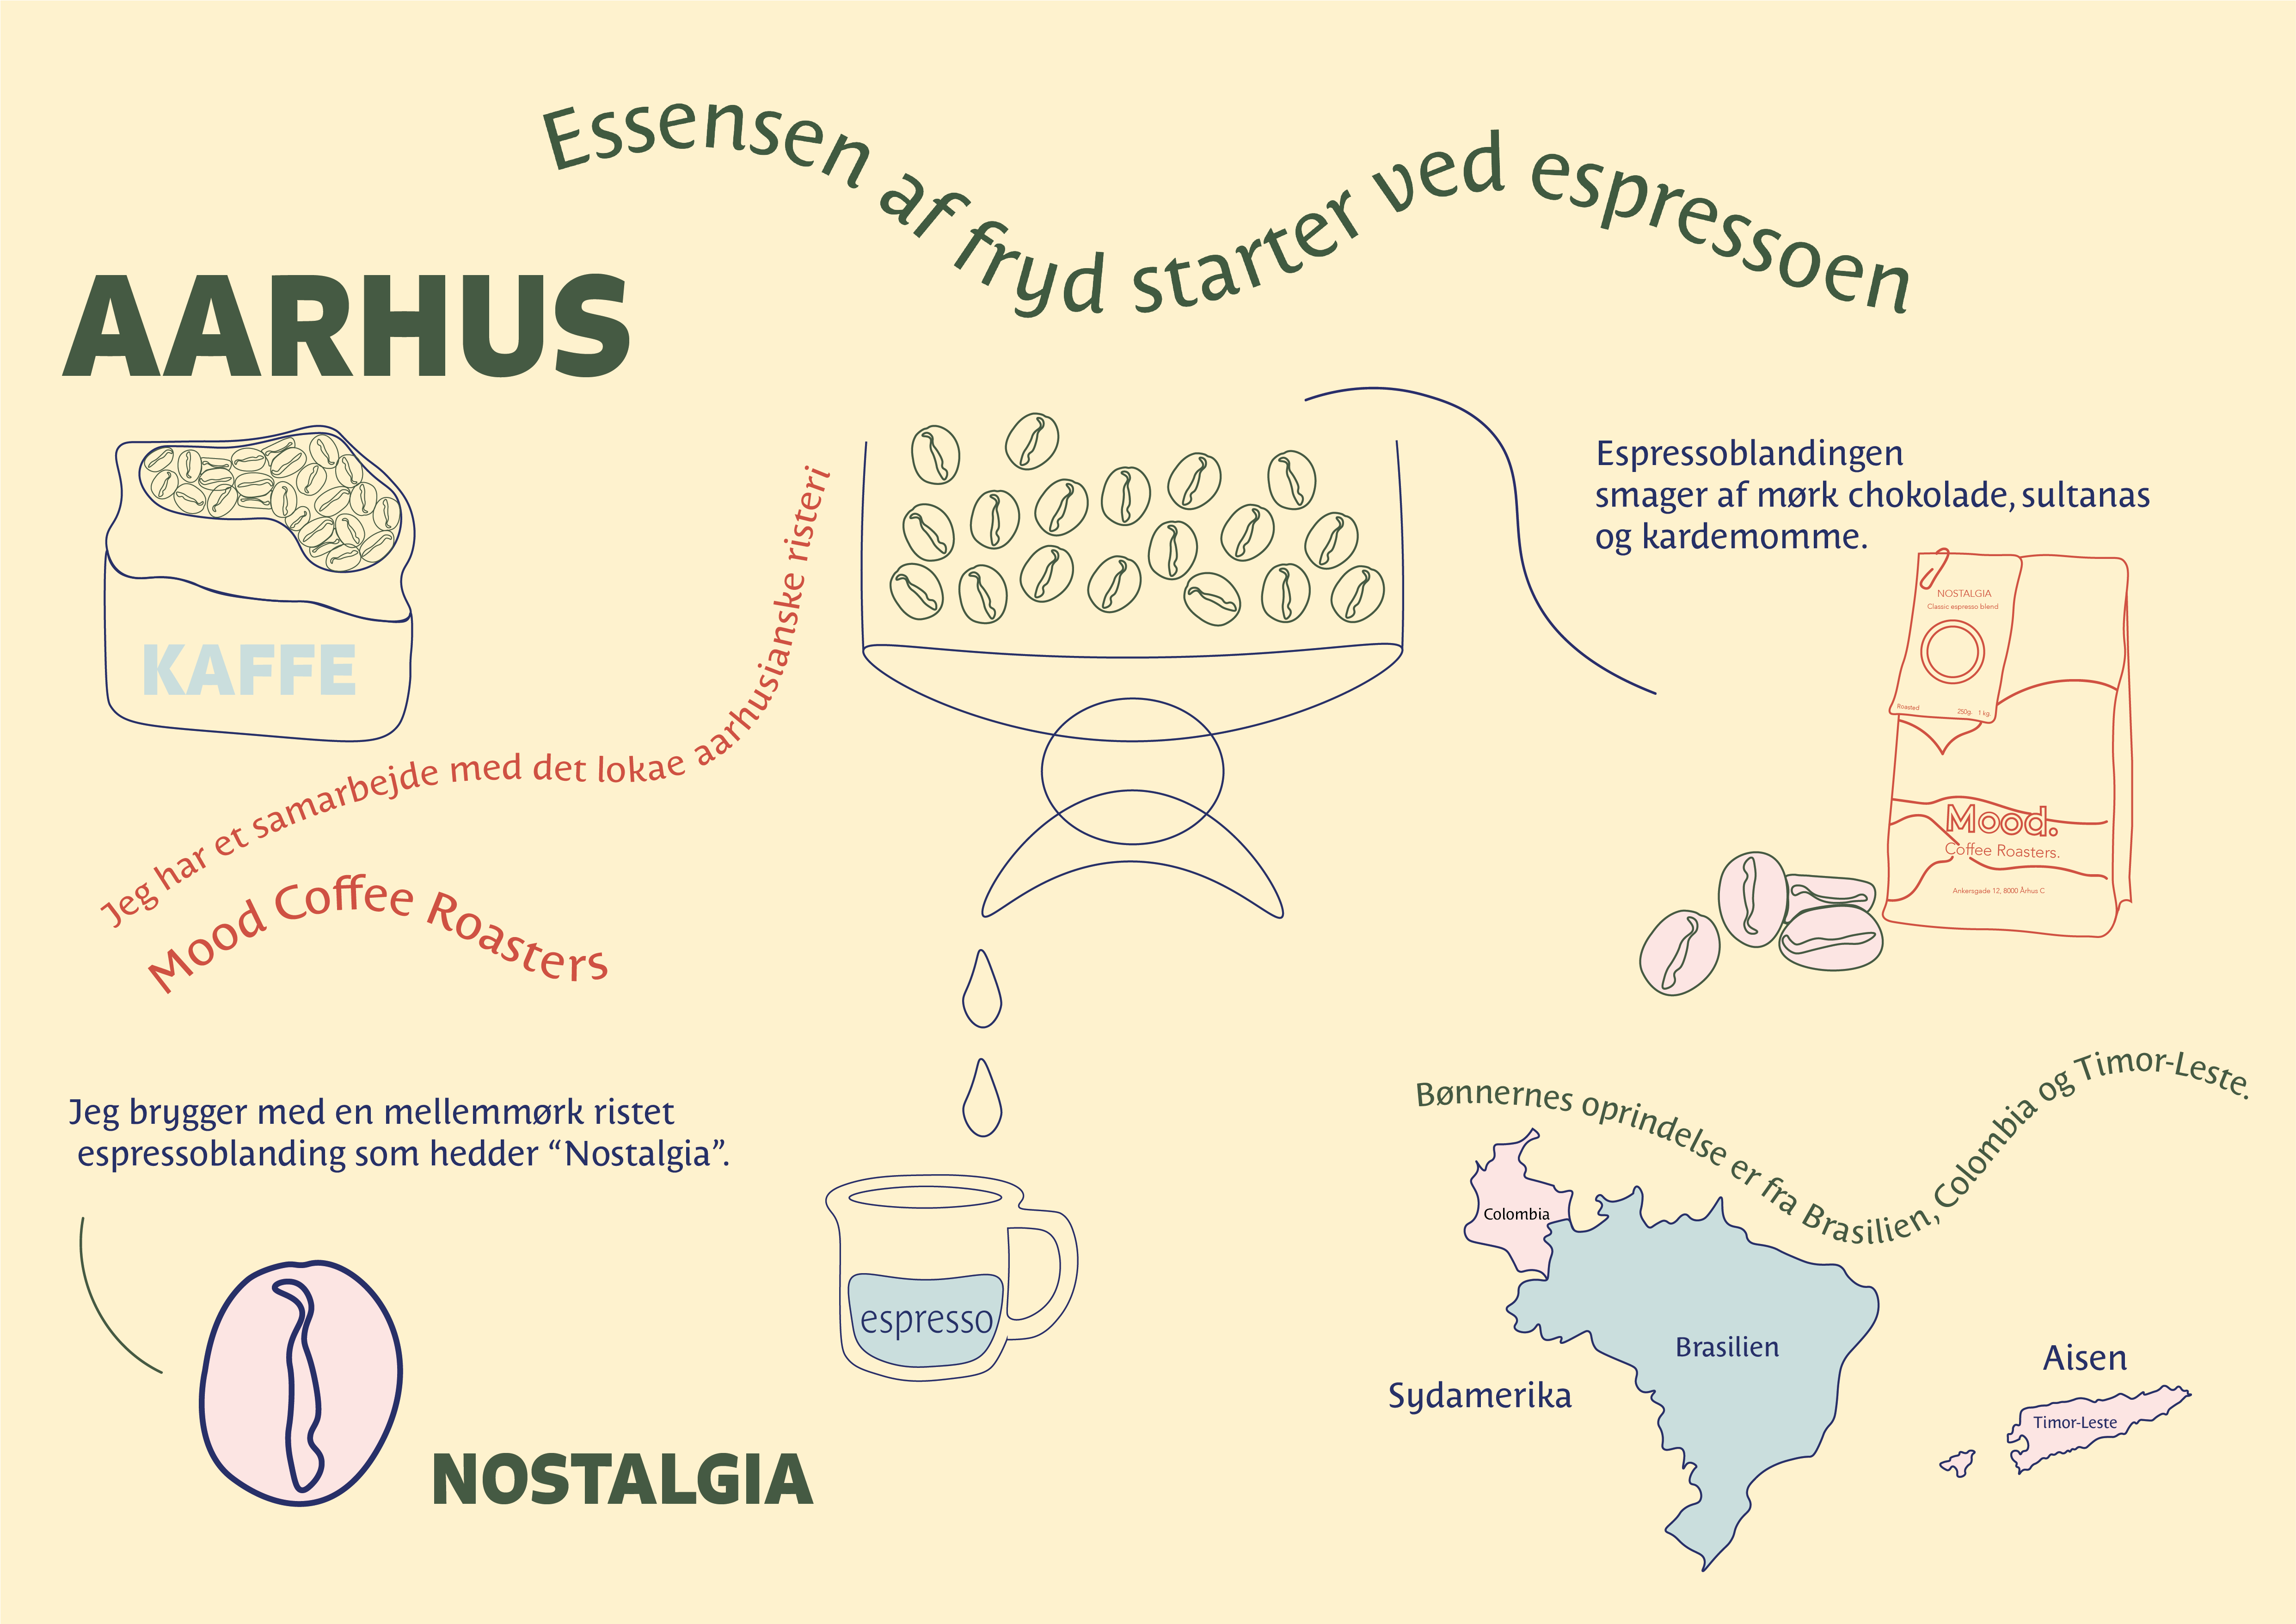 Essensen af fryd starter ved espressoen
AARHUS
KAFFE
Jeg har et samarbejde med det lokae aarhusianske risteri
Mood Coffee Roasters
Espressoblandingen
smager af mørk chokolade, sultanas
og kardemomme.
NOSTALGIA
Classic espresso blend
Roasted 250g. 1 kg.
Mood.
Coffee Roasters.
Ankersgade 12, 8000 Århus C
Jeg brygger med en mellemmørk ristet
espressoblanding som hedder “Nostalgia”.
NOSTALGIA
espresso
Bønnernes oprindelse er fra Brasilien, Colombia og Timor-Leste.
Colombia
Brasilien
Sydamerika
Aisen
Timor-Leste